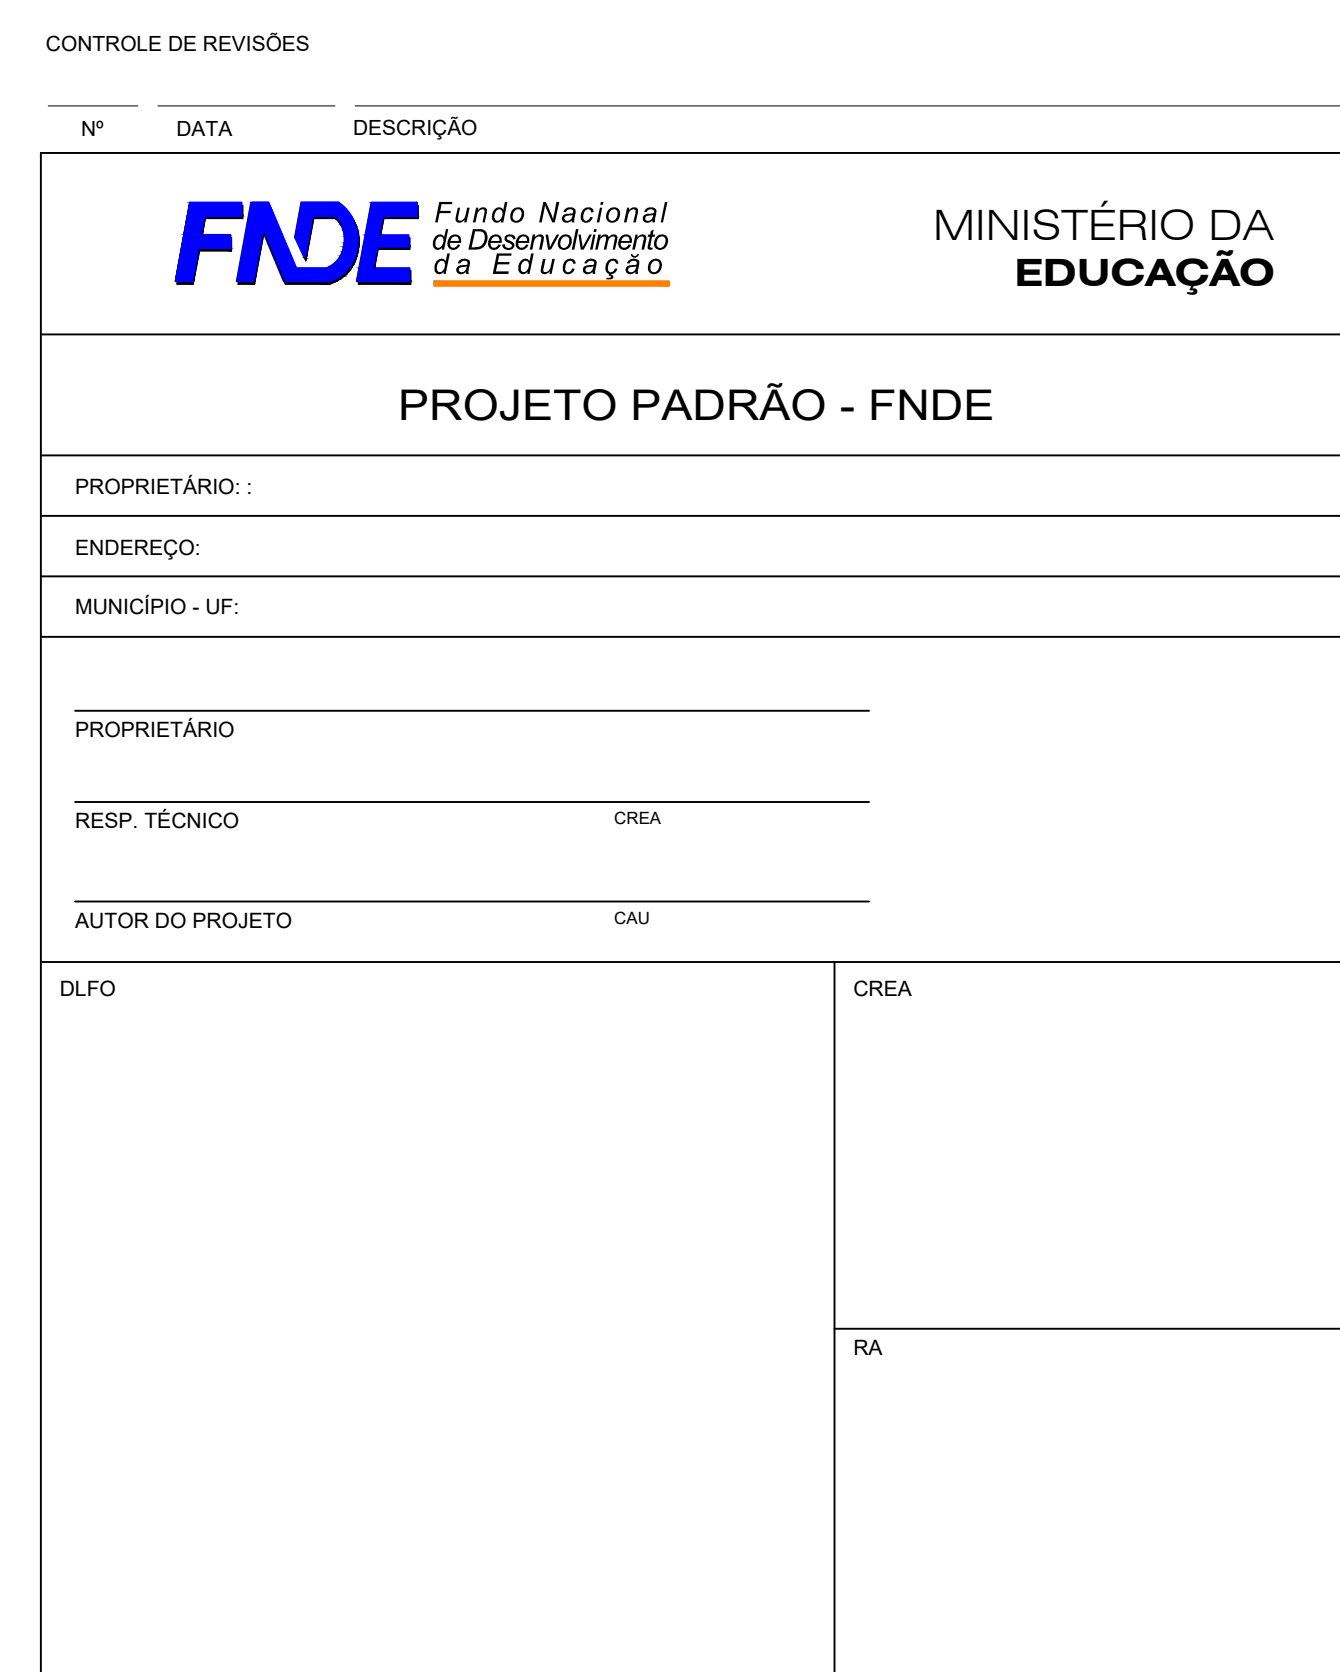 CONTROLE DE REVISÕES
Nº DATA DESCRIÇÃO
FNDE
Fundo Nacional
de Desenvolvimento
da Educação
MINISTÉRIO DA
EDUCAÇÃO
PROJETO PADRÃO - FNDE
PROPRIETÁRIO: :
ENDEREÇO:
MUNICÍPIO - UF:
PROPRIETÁRIO
RESP. TÉCNICO CREA
AUTOR DO PROJETO CAU
DLFO
CREA
RA